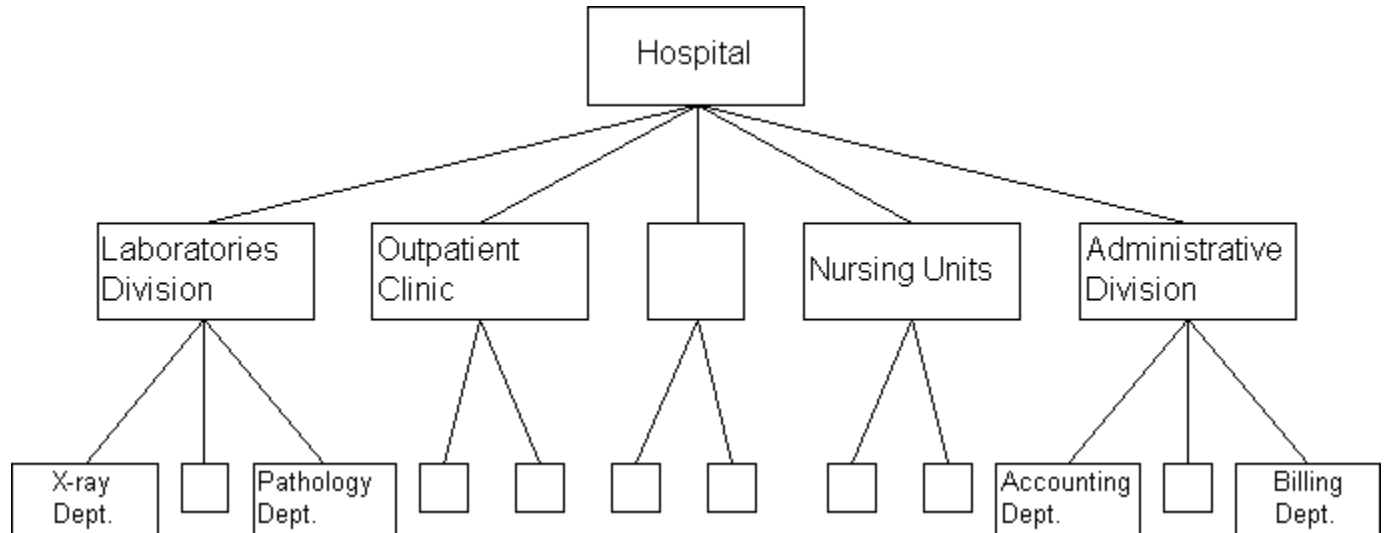 Hospital
Laboratories
Division
Outpatient
Clinic
Nursing Units
Administrative
Division
X-ray
Dept.
Pathology
Dept.
Accounting
Dept.
Billing
Dept.